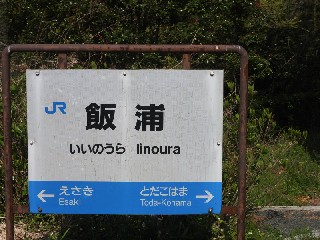 JR 飯浦
いいのうら Iinoura
← えさき とだこはま →
Esaki Toda-Kohama